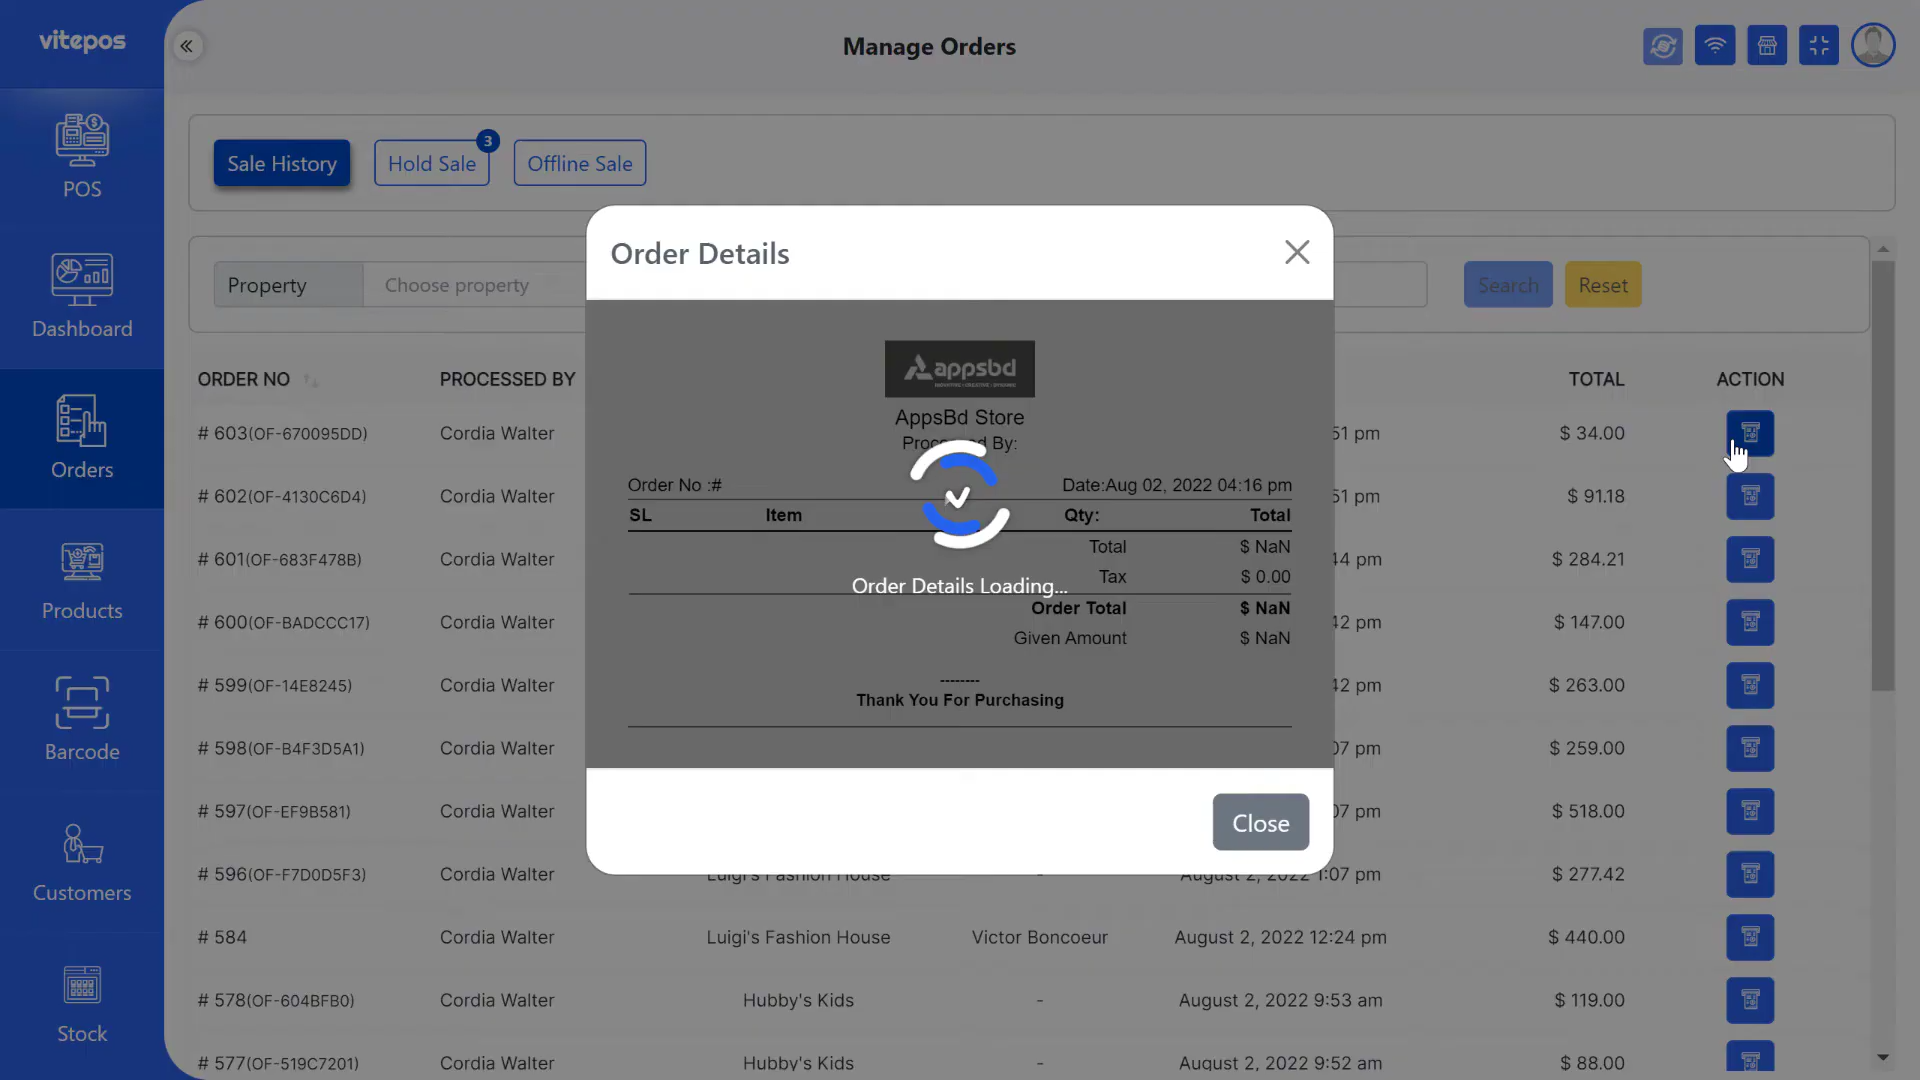 vitepos
Manage Orders
POS
Dashboard
Orders
Products
Barcode
Customers
Stock
Sale History
Hold Sale
3
Offline Sale
Property
Choose property
Search
Reset
ORDER NO
PROCESSED BY
TOTAL
ACTION
# 603(OF-670095DD) Cordia Walter 51 pm $ 34.00
# 602(OF-4130C6D4) Cordia Walter 51 pm $ 91.18
# 601(OF-683F478B) Cordia Walter 44 pm $ 284.21
# 600(OF-BADCCC17) Cordia Walter 42 pm $ 147.00
# 599(OF-14E8245) Cordia Walter 42 pm $ 263.00
# 598(OF-B4F3D5A1) Cordia Walter 07 pm $ 259.00
# 597(OF-EF9B581) Cordia Walter 07 pm $ 518.00
# 596(OF-F7D0D5F3) Cordia Walter Luigi's Fashion House - August 2, 2022 1:07 pm $ 277.42
# 584 Cordia Walter Luigi's Fashion House Victor Boncoeur August 2, 2022 12:24 pm $ 440.00
# 578(OF-604BFB0) Cordia Walter Hubby's Kids - August 2, 2022 9:53 am $ 119.00
# 577(OF-519C7201) Cordia Walter Hubby's Kids - August 2, 2022 9:52 am $ 88.00
Order Details
appsbd
AppsBd Store
By:
Order No :#
Date:Aug 02, 2022 04:16 pm
SL Item Qty: Total
Total $ NaN
Tax $ 0.00
Order Details Loading...
Order Total $ NaN
Given Amount $ NaN
--------
Thank You For Purchasing
Close